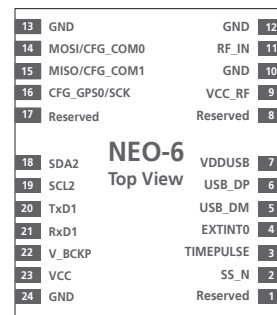 13 GND GND 12
14 MOSI/CFG_COM0 RF_IN 11
15 MISO/CFG_COM1 GND 10
16 CFG_GPS0/SCK VCC_RF 9
17 Reserved Reserved 8
NEO-6
Top View
18 SDA2 VDDUSB 7
19 SCL2 USB_DP 6
20 TxD1 USB_DM 5
21 RxD1 EXTINT0 4
22 V_BCKP TIMEPULSE 3
23 VCC SS_N 2
24 GND Reserved 1